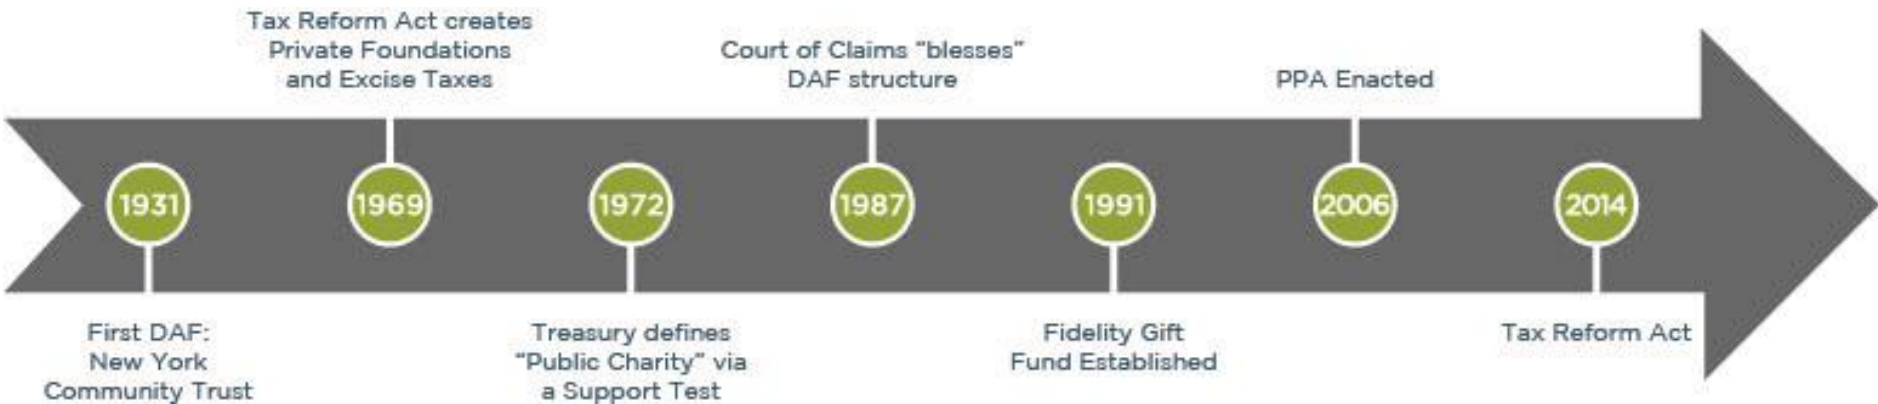 Tax Reform Act creates
Private Foundations
and Excise Taxes
Court of Claims "blesses"
DAF structure
PPA Enacted
1931
1969
1972
1987
1991
2006
2014
First DAF:
New York
Community Trust
Treasury defines
"Public Charity" via
a Support Test
Fidelity Gift
Fund Established
Tax Reform Act